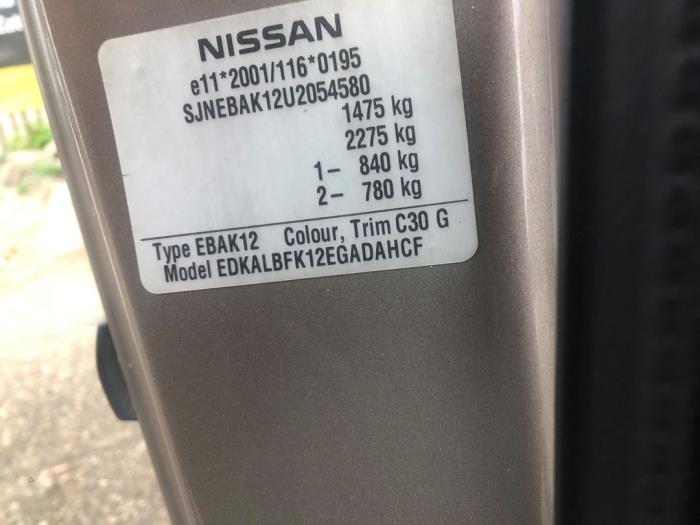 NISSAN
e11*2001/116*0195
SJNEBAK12U2054580
1475 kg
2275 kg
1– 840 kg
2– 780 kg
Type EBAK12 Colour, Trim C30 G
Model EDKALBFK12EGADAHCF